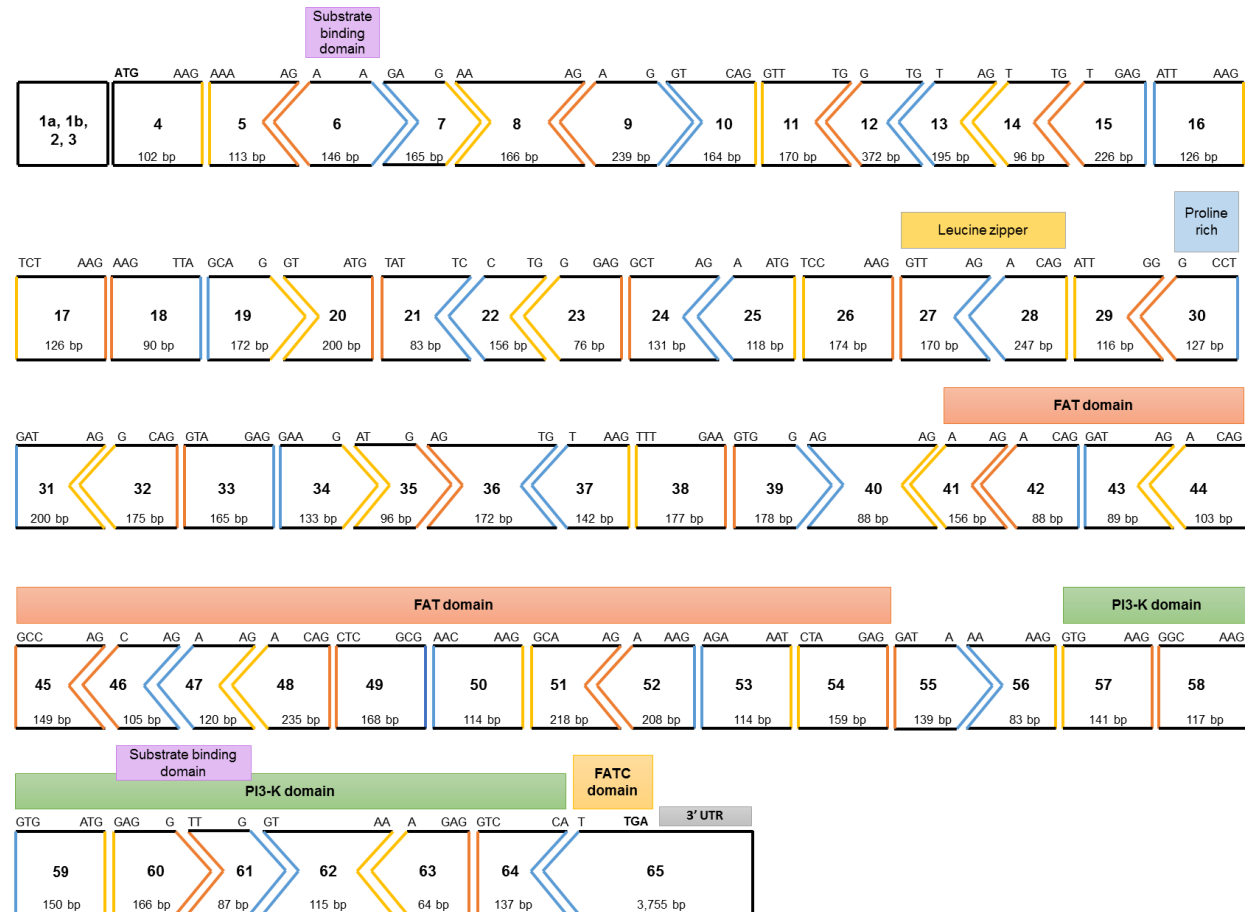 Substrate
binding
domain
ATG AAG AAA AG A A GA G AA AG A G GT CAG GTT TG G TG T AG T TG T GAG ATT AAG
1a, 1b,
2, 3
4 5 6 7 8 9 10 11 12 13 14 15 16
102 bp 113 bp 146 bp 165 bp 166 bp 239 bp 164 bp 170 bp 372 bp 195 bp 96 bp 226 bp 126 bp
Leucine zipper
Proline
rich
TCT AAG AAG TTA GCA G GT ATG TAT TC C TG G GAG GCT AG A ATG TCC AAG GTT AG A CAG ATT GG G CCT
17 18 19 20 21 22 23 24 25 26 27 28 29 30
126 bp 90 bp 172 bp 200 bp 83 bp 156 bp 76 bp 131 bp 118 bp 174 bp 170 bp 247 bp 116 bp 127 bp
FAT domain
GAT AG G CAG GTA GAG GAA G AT G AG TG T AAG TTT GAA GTG G AG AG A AG A CAG GAT AG A CAG
31 32 33 34 35 36 37 38 39 40 41 42 43 44
200 bp 175 bp 165 bp 133 bp 96 bp 172 bp 142 bp 177 bp 178 bp 88 bp 156 bp 88 bp 89 bp 103 bp
FAT domain
PI3-K domain
GCC AG C AG A AG A CAG CTC GCG AAC AAG GCA AG A AAG AGA AAT CTA GAG GAT A AA AAG GTG AAG GGC AAG
45 46 47 48 49 50 51 52 53 54 55 56 57 58
149 bp 105 bp 120 bp 235 bp 168 bp 114 bp 218 bp 208 bp 114 bp 159 bp 139 bp 83 bp 141 bp 117 bp
Substrate binding
domain
PI3-K domain
FATC
domain
3' UTR
GTG ATG GAG G TT G GT AA A GAG GTC CA T TGA
59 60 61 62 63 64 65
150 bp 166 bp 87 bp 115 bp 64 bp 137 bp 3,755 bp